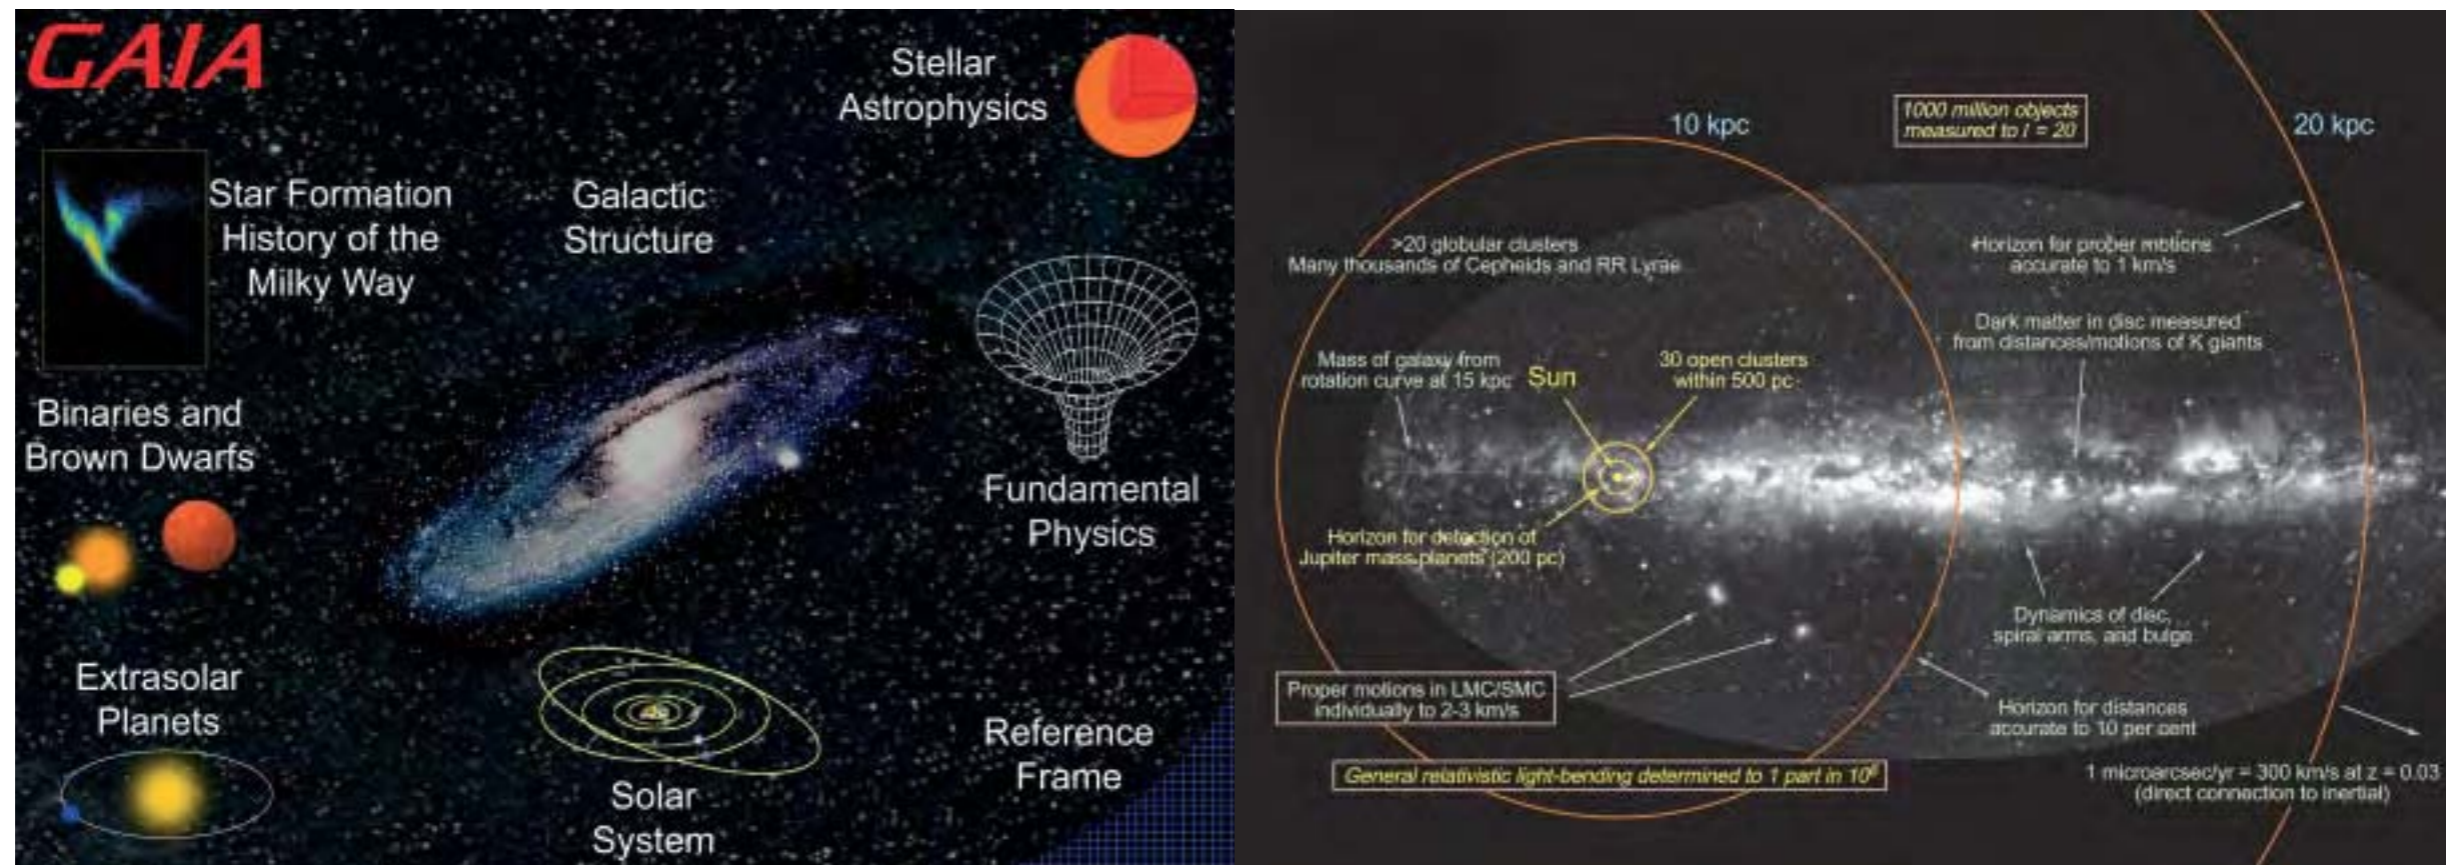 GAIA
Stellar
Astrophysics
Star Formation
History of the
Milky Way
Galactic
Structure
Binaries and
Brown Dwarfs
Fundamental
Physics
Extrasolar
Planets
Solar
System
Reference
Frame
10 kpc
1000 million objects
measured to I = 20
20 kpc
>20 globular clusters
Many thousands of Cepheids and RR Lyrae
Horizon for proper motions
accurate to 1 km/s
Dark matter in disc measured
from distances/motions of K giants
Mass of galaxy from
rotation curve at 15 kpc
Sun
30 open clusters
within 500 pc
Horizon for detection of
Jupiter mass planets (200 pc)
Dynamics of disc,
spiral arms, and bulge
Proper motions in LMC/SMC
individually to 2-3 km/s
Horizon for distances
accurate to 10 per cent
General relativistic light-bending determined to 1 part in 10⁶
1 microarcsec/yr = 300 km/s at z = 0.03
(direct connection to inertial)